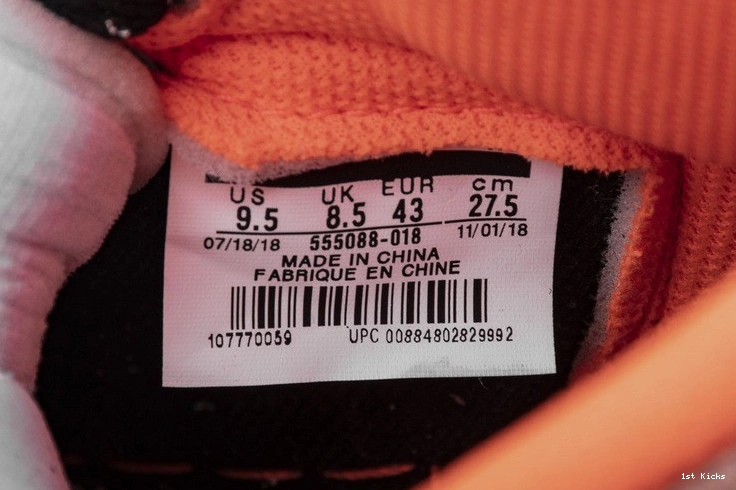 US UK EUR cm
9.5 8.5 43 27.5
07/18/18 555088-018 11/01/18
MADE IN CHINA
FABRIQUE EN CHINE
107770059 UPC 00884802829992
1st Kicks